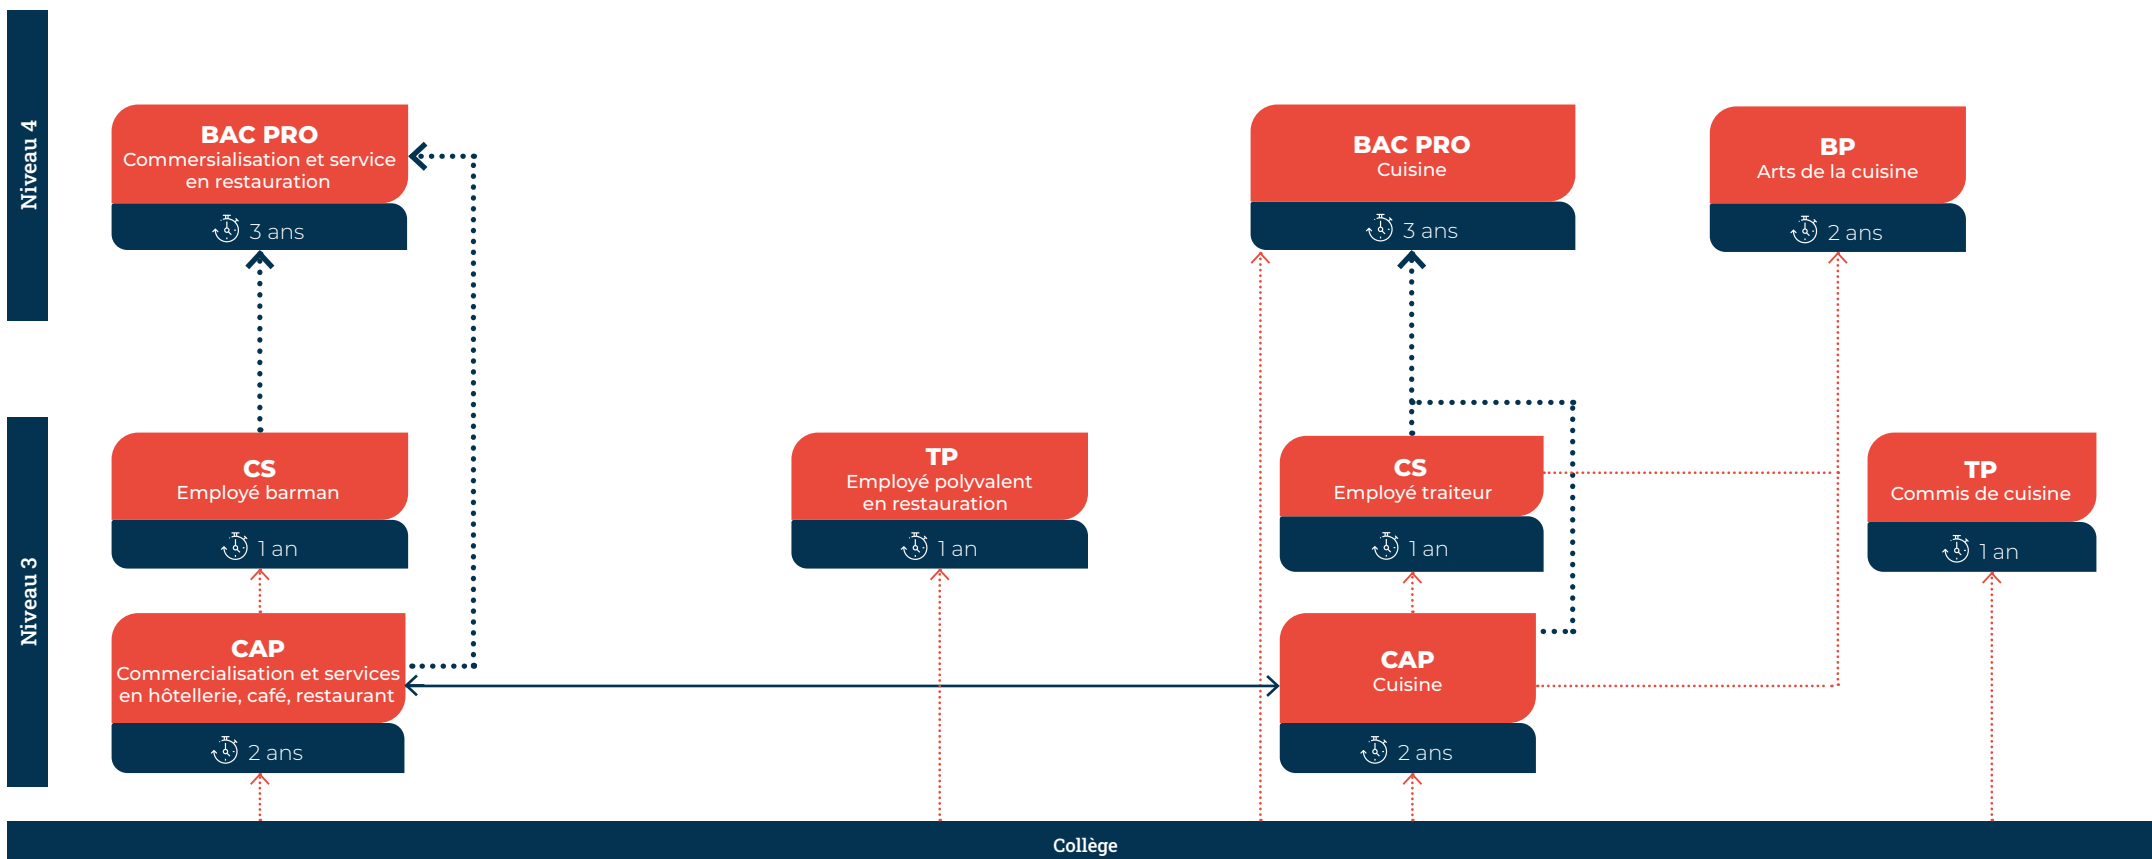 Niveau 4
BAC PRO
Commersialisation et service
en restauration
3 ans
BAC PRO
Cuisine
3 ans
BP
Arts de la cuisine
2 ans
Niveau 3
CS
Employé barman
1 an
TP
Employé polyvalent
en restauration
1 an
CS
Employé traiteur
1 an
TP
Commis de cuisine
1 an
CAP
Commercialisation et services
en hôtellerie, café, restaurant
2 ans
CAP
Cuisine
2 ans
Collège